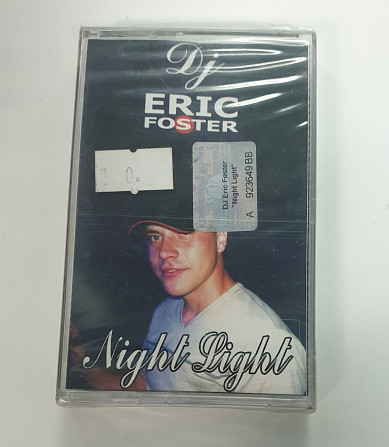 Dj
ERIC
FOSTER
DJ Eric Foster
"Night Light"
A 923649 BB
Night Light